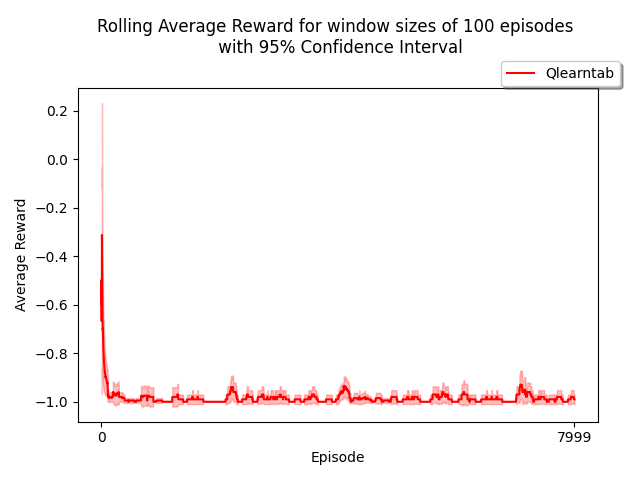 Rolling Average Reward for window sizes of 100 episodes
with 95% Confidence Interval
Qlearntab
0.2
0.0
−0.2
−0.4
−0.6
−0.8
−1.0
Average Reward
0
7999
Episode